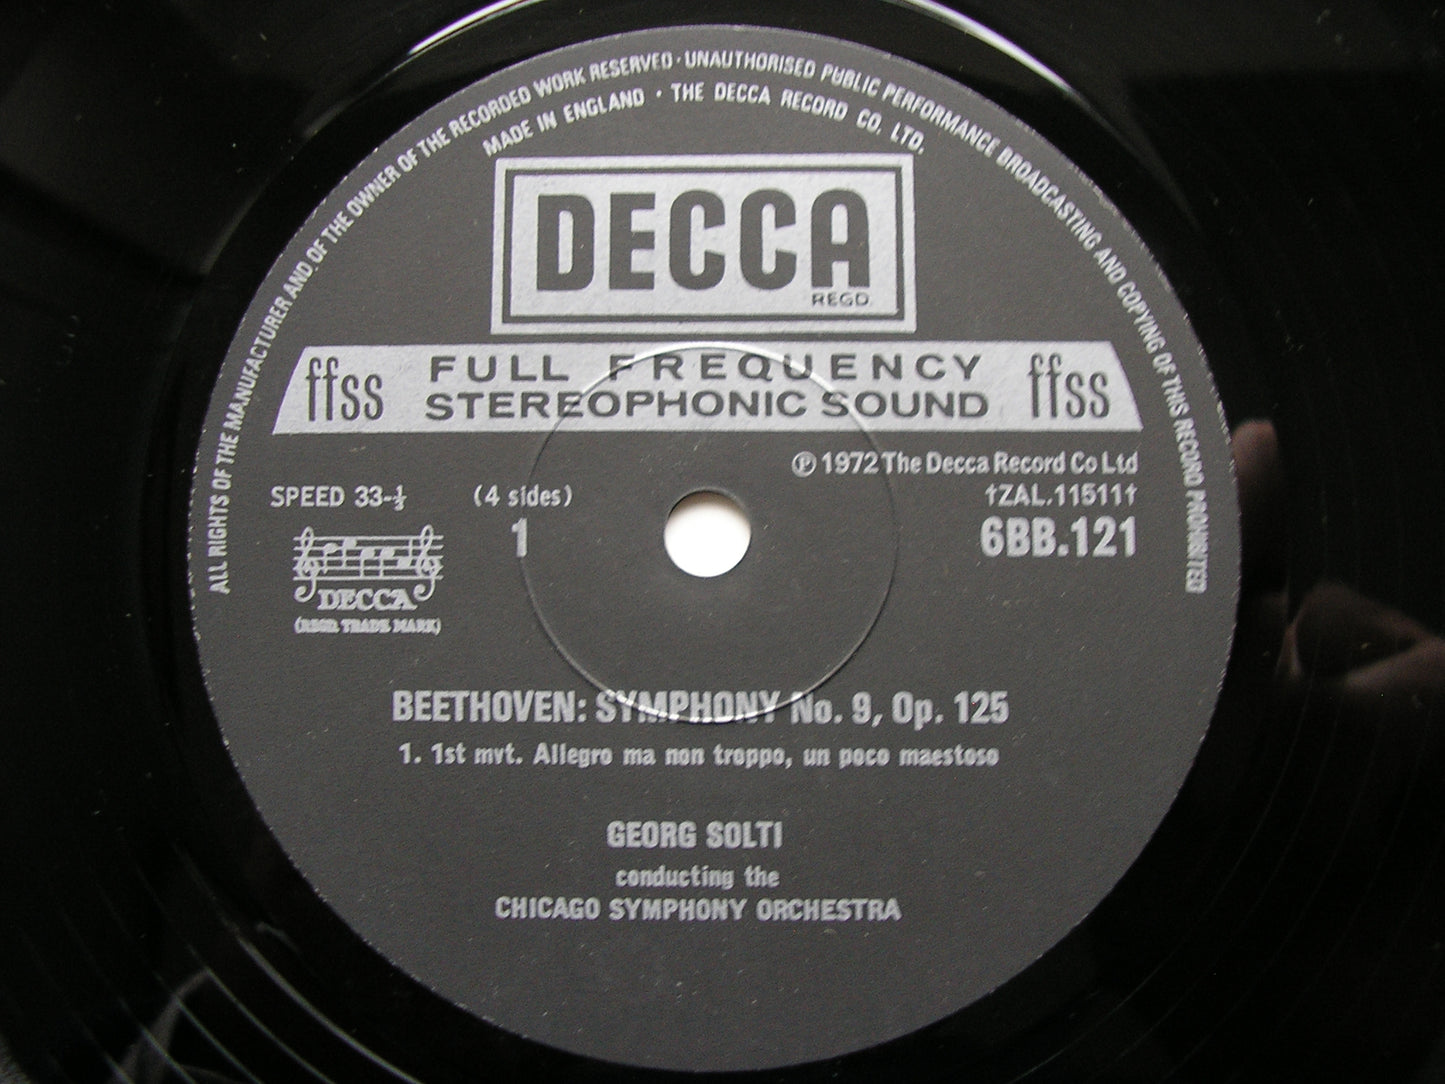 ALL RIGHTS OF THE MANUFACTURER AND OF THE OWNER OF THE RECORDED WORK RESERVED · UNAUTHORISED PUBLIC PERFORMANCE BROADCASTING AND COPYING OF THIS RECORD PROHIBITED
MADE IN ENGLAND · THE DECCA RECORD CO. LTD.
DECCA
REGD.
ffss FULL FREQUENCY ffss
STEREOPHONIC SOUND
℗ 1972 The Decca Record Co Ltd
SPEED 33-⅓ (4 sides) †ZAL.11511†
1 6BB.121
DECCA
(REGD. TRADE MARK)
BEETHOVEN: SYMPHONY No. 9, Op. 125
1. 1st mvt. Allegro ma non troppo, un poco maestoso
GEORG SOLTI
conducting the
CHICAGO SYMPHONY ORCHESTRA